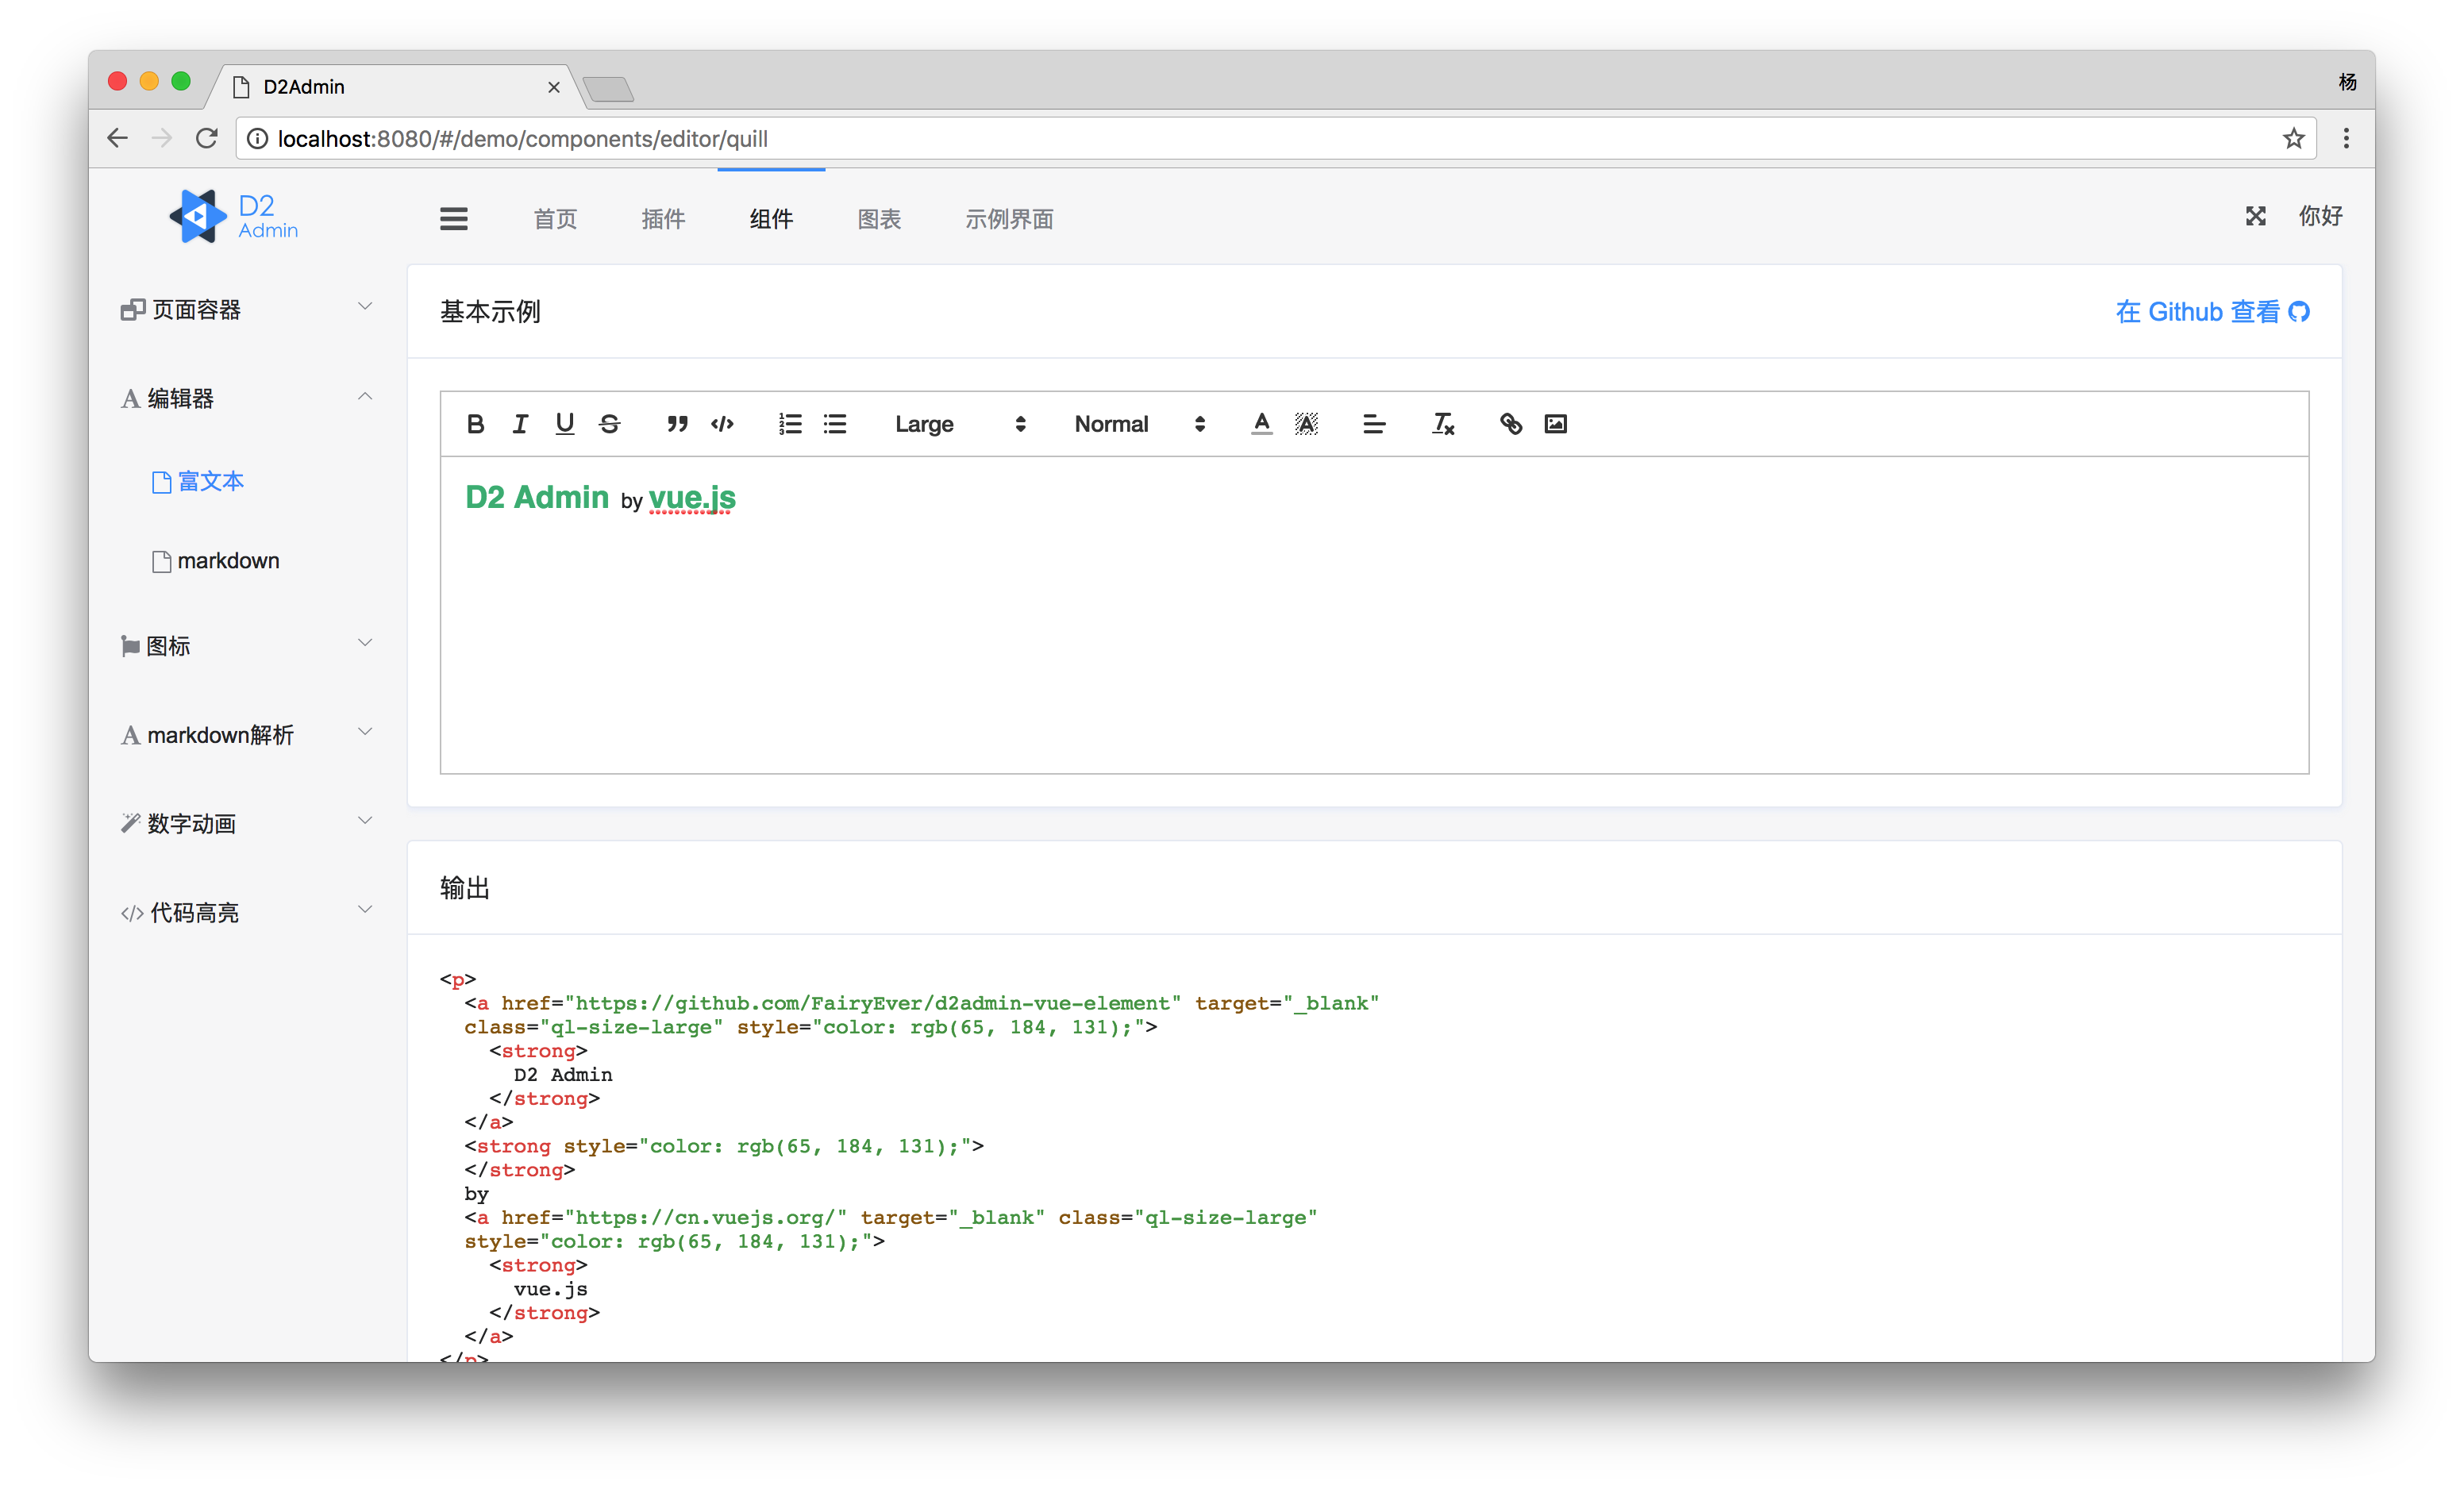 D2Admin
杨
localhost:8080/#/demo/components/editor/quill
D2
Admin
首页 插件 组件 图表 示例界面
你好
页面容器
编辑器
富文本
markdown
图标
markdown解析
数字动画
代码高亮
基本示例
在 Github 查看
Large Normal
D2 Admin by vue.js
输出
<p>
<a href="https://github.com/FairyEver/d2admin-vue-element" target="_blank"
class="ql-size-large" style="color: rgb(65, 184, 131);">
<strong>
D2 Admin
</strong>
</a>
<strong style="color: rgb(65, 184, 131);">
</strong>
by
<a href="https://cn.vuejs.org/" target="_blank" class="ql-size-large"
style="color: rgb(65, 184, 131);">
<strong>
vue.js
</strong>
</a>
</p>